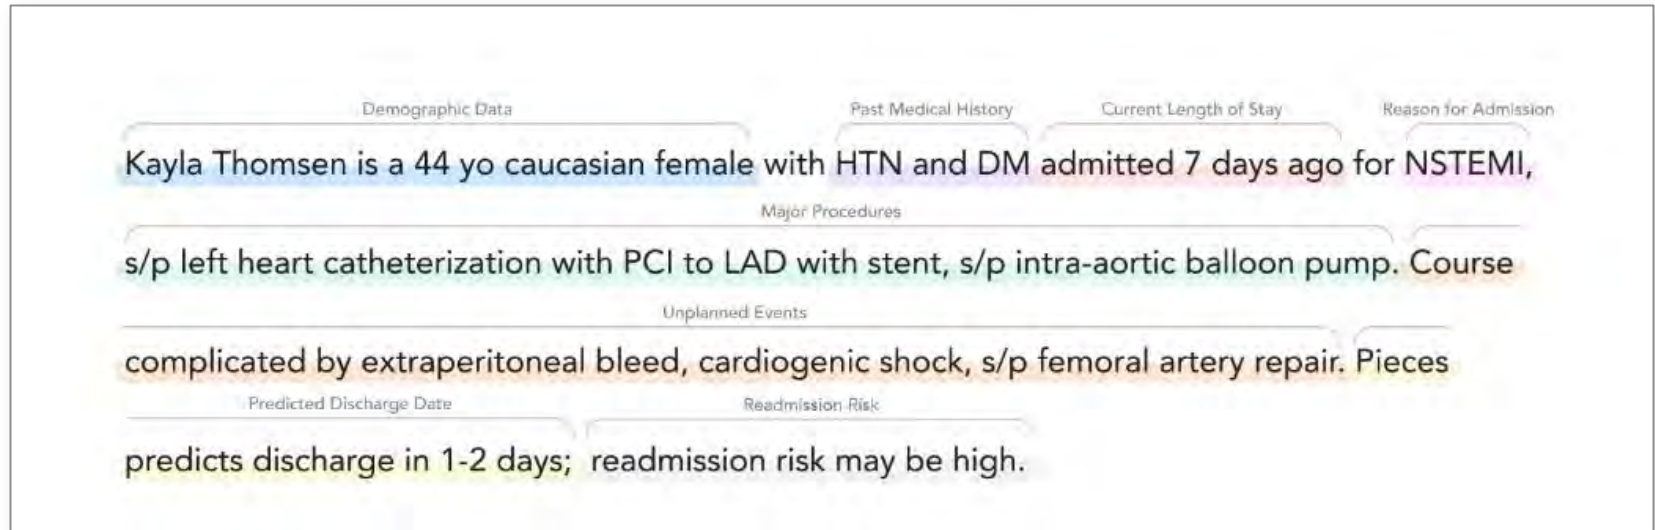 Demographic Data Past Medical History Current Length of Stay Reason for Admission
Kayla Thomsen is a 44 yo caucasian female with HTN and DM admitted 7 days ago for NSTEMI,
Major Procedures
s/p left heart catheterization with PCI to LAD with stent, s/p intra-aortic balloon pump. Course
Unplanned Events
complicated by extraperitoneal bleed, cardiogenic shock, s/p femoral artery repair. Pieces
Predicted Discharge Date Readmission Risk
predicts discharge in 1-2 days; readmission risk may be high.